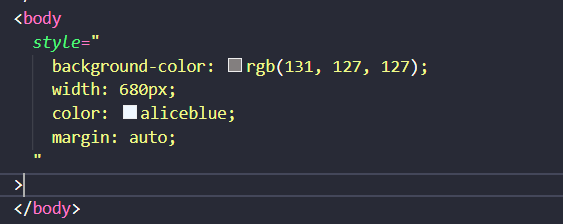 <body
style="
background-color: rgb(131, 127, 127);
width: 680px;
color: aliceblue;
margin: auto;
"
>
</body>